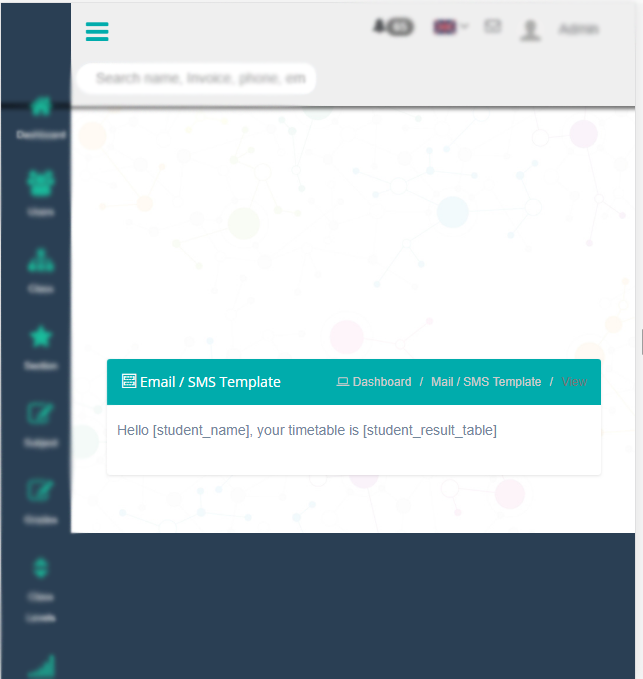 Admin
Search name, Invoice, phone, em
Dashboard
Users
Class
Section
Email / SMS Template
Dashboard / Mail / SMS Template / View
Hello [student_name], your timetable is [student_result_table]
Subject
Grades
Class
Levels